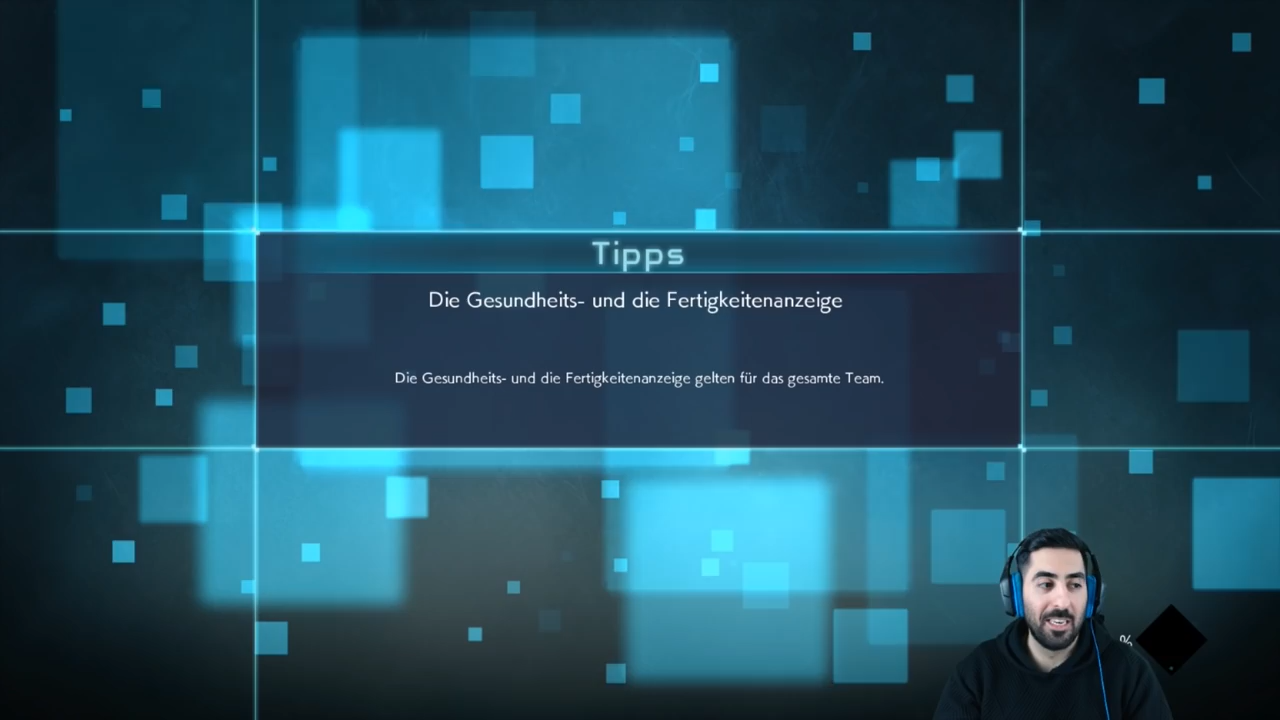 Tipps
Die Gesundheits- und die Fertigkeitenanzeige
Die Gesundheits- und die Fertigkeitenanzeige gelten für das gesamte Team.
%